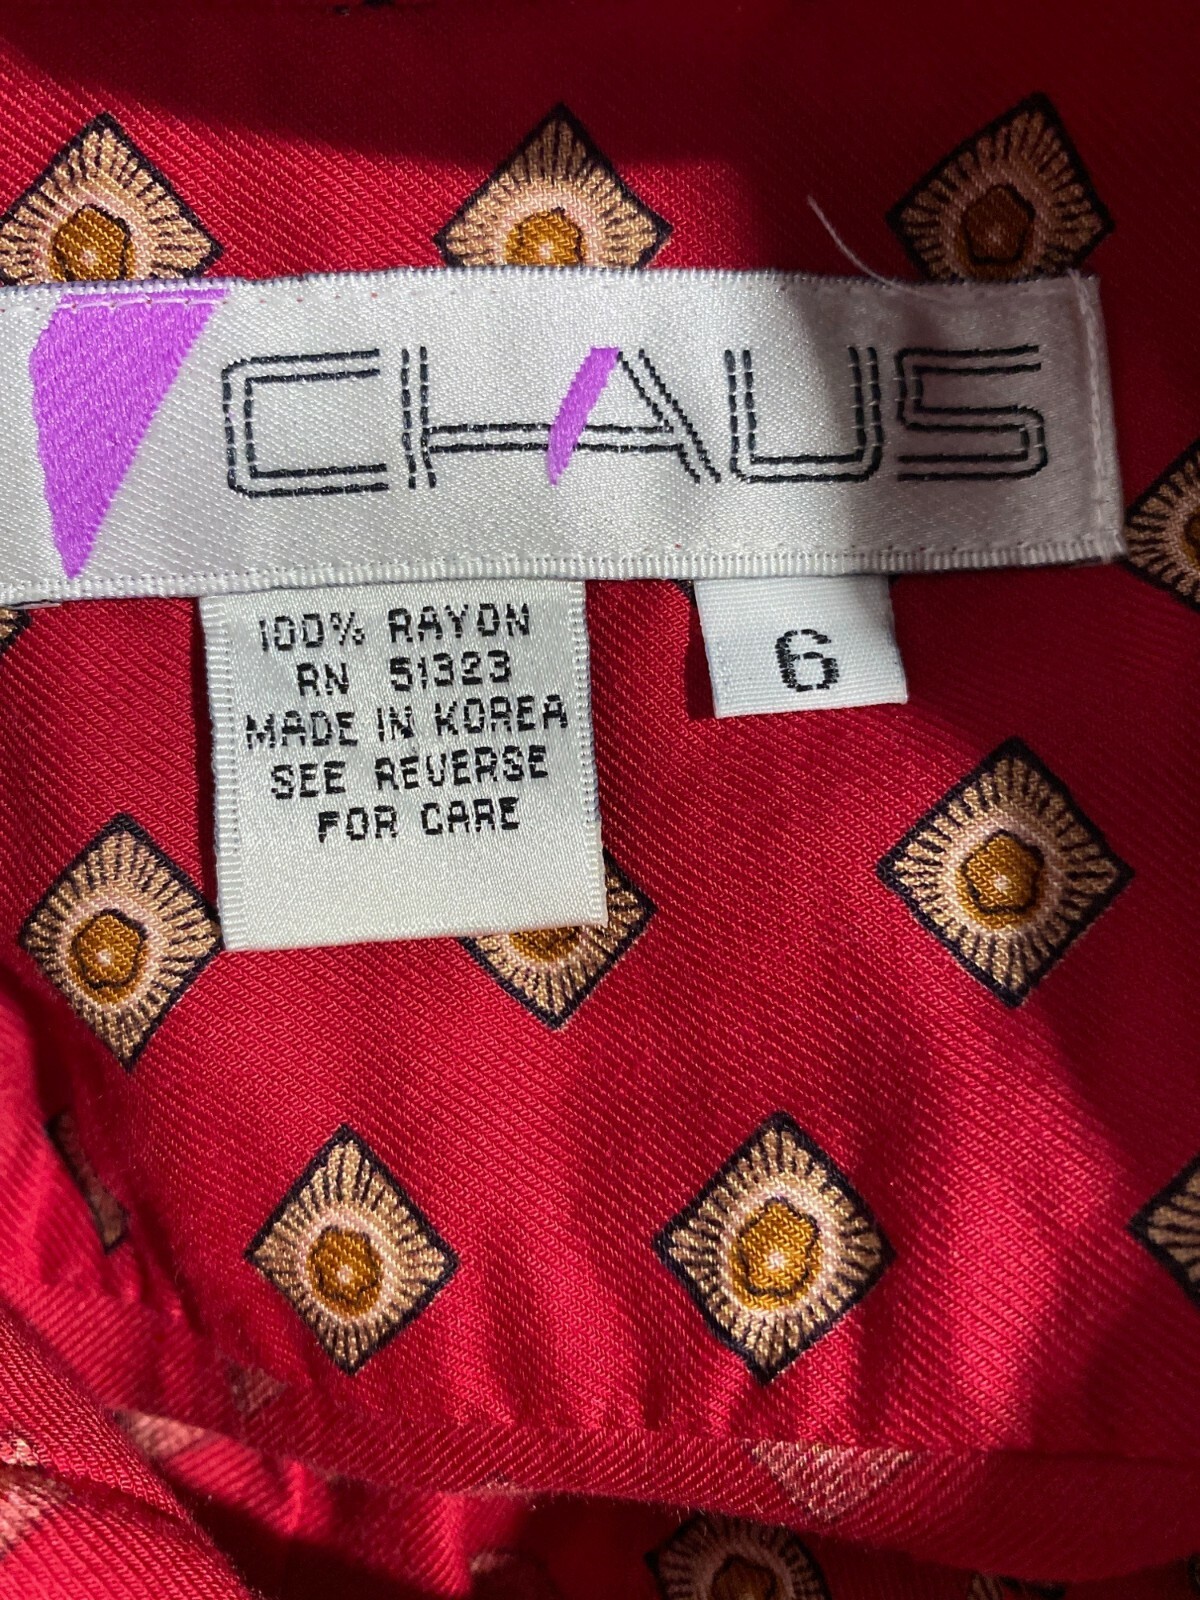 CHAUS
100% RAYON
RN 51323
MADE IN KOREA
SEE REVERSE
FOR CARE
6